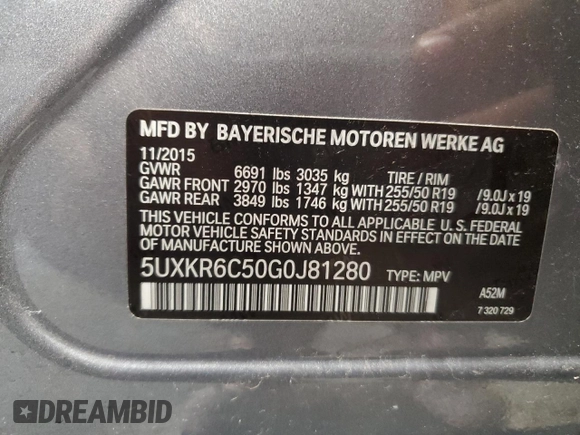 MFD BY BAYERISCHE MOTOREN WERKE AG
11/2015
GVWR 6691 lbs 3035 kg TIRE / RIM
GAWR FRONT 2970 lbs 1347 kg WITH 255/50 R19 /9.0J x 19
GAWR REAR 3849 lbs 1746 kg WITH 255/50 R19 /9.0J x 19
THIS VEHICLE CONFORMS TO ALL APPLICABLE U. S. FEDERAL
MOTOR VEHICLE SAFETY STANDARDS IN EFFECT ON THE DATE OF
MANUFACTURE SHOWN ABOVE.
5UXKR6C50G0J81280 TYPE: MPV
A52M
7 320 729
DREAMBID